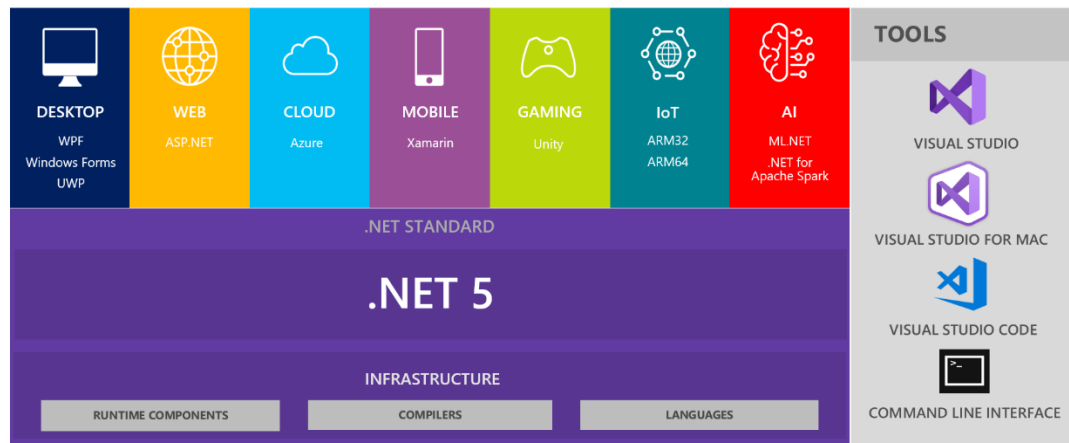 DESKTOP
WPF
Windows Forms
UWP
WEB
ASP.NET
CLOUD
Azure
MOBILE
Xamarin
GAMING
Unity
IoT
ARM32
ARM64
AI
ML.NET
.NET for
Apache Spark
.NET STANDARD
.NET 5
INFRASTRUCTURE
RUNTIME COMPONENTS
COMPILERS
LANGUAGES
TOOLS
VISUAL STUDIO
VISUAL STUDIO FOR MAC
VISUAL STUDIO CODE
>_
COMMAND LINE INTERFACE